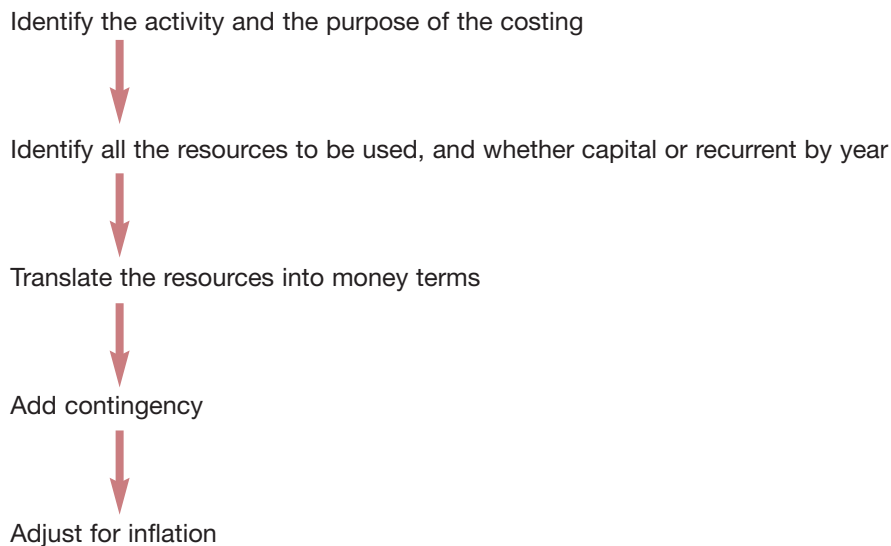 Identify the activity and the purpose of the costing
Identify all the resources to be used, and whether capital or recurrent by year
Translate the resources into money terms
Add contingency
Adjust for inflation